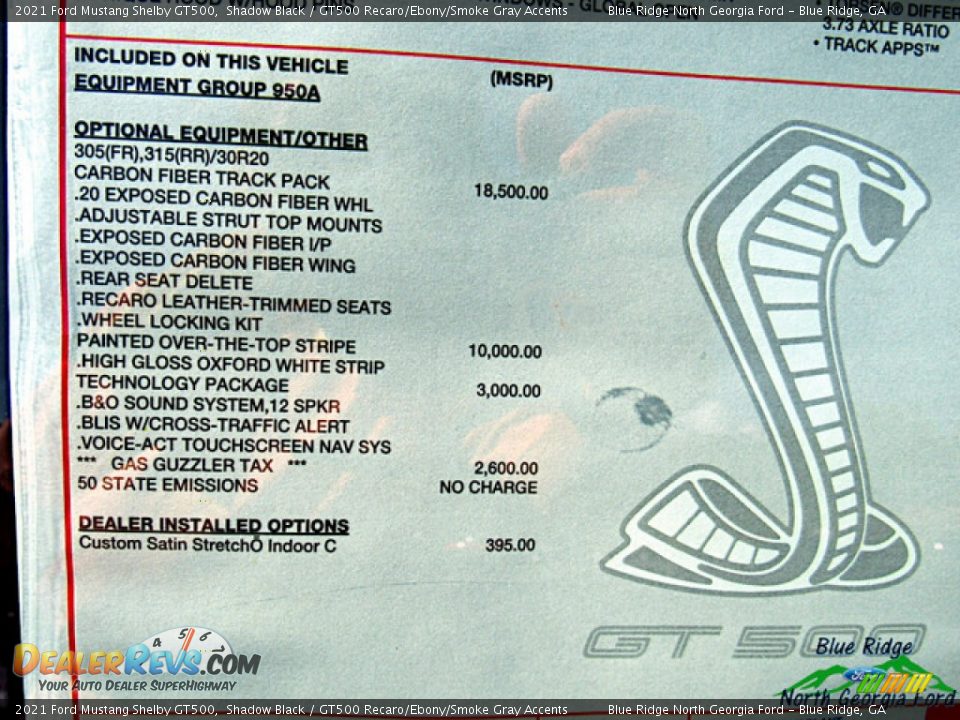 2021 Ford Mustang Shelby GT500, Shadow Black / GT500 Recaro/Ebony/Smoke Gray Accents Blue Ridge North Georgia Ford - Blue Ridge, GA
3.73 AXLE RATIO
• TRACK APPS™
INCLUDED ON THIS VEHICLE (MSRP)
EQUIPMENT GROUP 950A
OPTIONAL EQUIPMENT/OTHER
305(FR),315(RR)/30R20
CARBON FIBER TRACK PACK 18,500.00
.20 EXPOSED CARBON FIBER WHL
.ADJUSTABLE STRUT TOP MOUNTS
.EXPOSED CARBON FIBER I/P
.EXPOSED CARBON FIBER WING
.REAR SEAT DELETE
.RECARO LEATHER-TRIMMED SEATS
.WHEEL LOCKING KIT
PAINTED OVER-THE-TOP STRIPE 10,000.00
.HIGH GLOSS OXFORD WHITE STRIP
TECHNOLOGY PACKAGE 3,000.00
.B&O SOUND SYSTEM,12 SPKR
.BLIS W/CROSS-TRAFFIC ALERT
.VOICE-ACT TOUCHSCREEN NAV SYS
*** GAS GUZZLER TAX *** 2,600.00
50 STATE EMISSIONS NO CHARGE
DEALER INSTALLED OPTIONS
Custom Satin StretchÕ Indoor C 395.00
GT 500
4 5 6
DealerRevs.com
Your Auto Dealer SuperHighway
Blue Ridge
Ford
North Georgia Ford
2021 Ford Mustang Shelby GT500, Shadow Black / GT500 Recaro/Ebony/Smoke Gray Accents Blue Ridge North Georgia Ford - Blue Ridge, GA